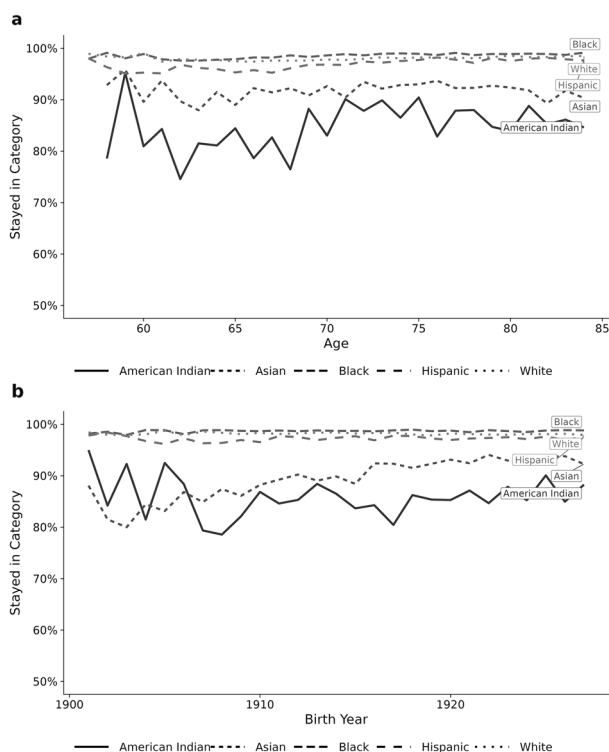 a
100%
90%
80%
70%
60%
50%
Stayed in Category
Black
White
Hispanic
Asian
American Indian
60 65 70 75 80 85
Age
American Indian Asian Black Hispanic White
b
100%
90%
80%
70%
60%
50%
Stayed in Category
Black
White
Hispanic
Asian
American Indian
1900 1910 1920
Birth Year
American Indian Asian Black Hispanic White